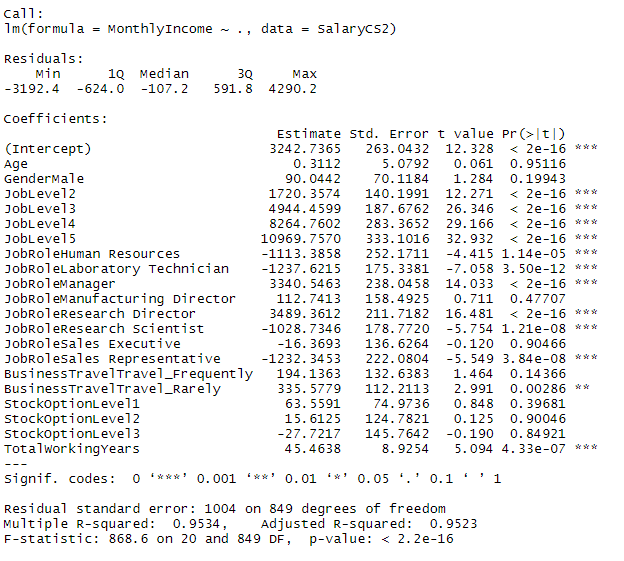 Call:
lm(formula = MonthlyIncome ~ ., data = SalaryCS2)
Residuals:
    Min      1Q  Median      3Q     Max
-3192.4  -624.0  -107.2   591.8  4290.2
Coefficients:
                                  Estimate Std. Error t value Pr(>|t|)
(Intercept)                      3242.7365   263.0432  12.328  < 2e-16 ***
Age                                 0.3112     5.0792   0.061  0.95116
GenderMale                         90.0442    70.1184   1.284  0.19943
JobLevel2                        1720.3574   140.1991  12.271  < 2e-16 ***
JobLevel3                        4944.4599   187.6762  26.346  < 2e-16 ***
JobLevel4                        8264.7602   283.3652  29.166  < 2e-16 ***
JobLevel5                       10969.7570   333.1016  32.932  < 2e-16 ***
JobRoleHuman Resources          -1113.3858   252.1711  -4.415 1.14e-05 ***
JobRoleLaboratory Technician    -1237.6215   175.3381  -7.058 3.50e-12 ***
JobRoleManager                   3340.5463   238.0458  14.033  < 2e-16 ***
JobRoleManufacturing Director     112.7413   158.4925   0.711  0.47707
JobRoleResearch Director         3489.3612   211.7182  16.481  < 2e-16 ***
JobRoleResearch Scientist       -1028.7346   178.7720  -5.754 1.21e-08 ***
JobRoleSales Executive            -16.3693   136.6264  -0.120  0.90466
JobRoleSales Representative     -1232.3453   222.0804  -5.549 3.84e-08 ***
BusinessTravelTravel_Frequently   194.1363   132.6383   1.464  0.14366
BusinessTravelTravel_Rarely       335.5779   112.2113   2.991  0.00286 **
StockOptionLevel1                  63.5591    74.9736   0.848  0.39681
StockOptionLevel2                  15.6125   124.7821   0.125  0.90046
StockOptionLevel3                 -27.7217   145.7642  -0.190  0.84921
TotalWorkingYears                  45.4638     8.9254   5.094 4.33e-07 ***
---
Signif. codes:  0 ‘***’ 0.001 ‘**’ 0.01 ‘*’ 0.05 ‘.’ 0.1 ‘ ’ 1
Residual standard error: 1004 on 849 degrees of freedom
Multiple R-squared:  0.9534,    Adjusted R-squared:  0.9523
F-statistic: 868.6 on 20 and 849 DF,  p-value: < 2.2e-16